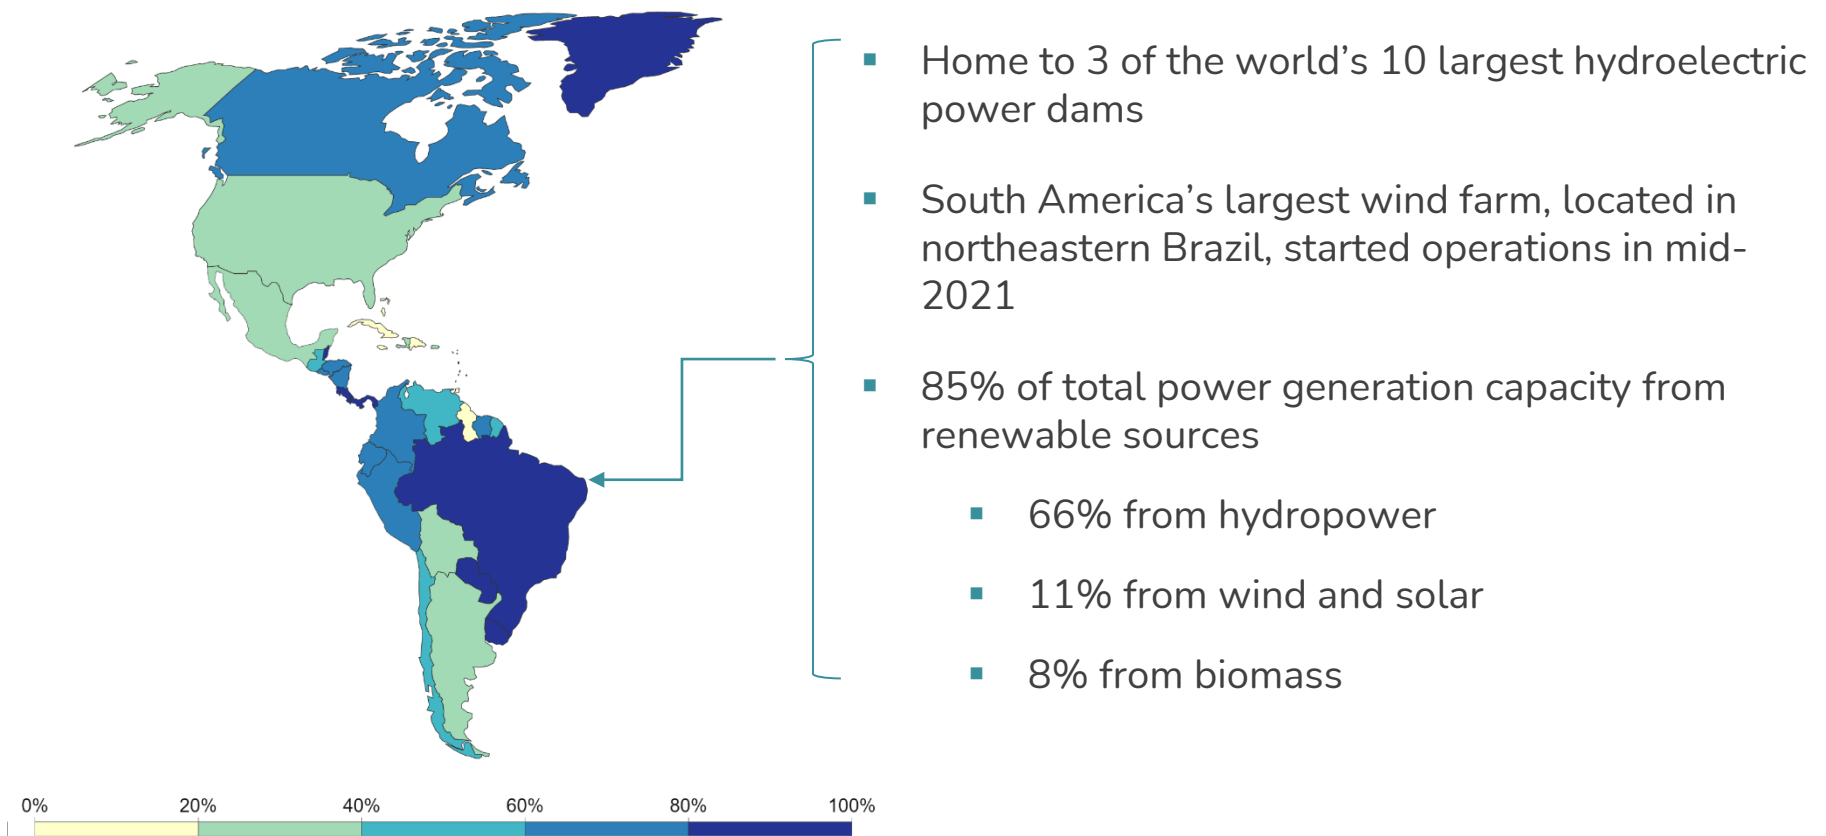 Home to 3 of the world’s 10 largest hydroelectric
power dams
South America’s largest wind farm, located in
northeastern Brazil, started operations in mid-
2021
85% of total power generation capacity from
renewable sources
66% from hydropower
11% from wind and solar
8% from biomass
0% 20% 40% 60% 80% 100%